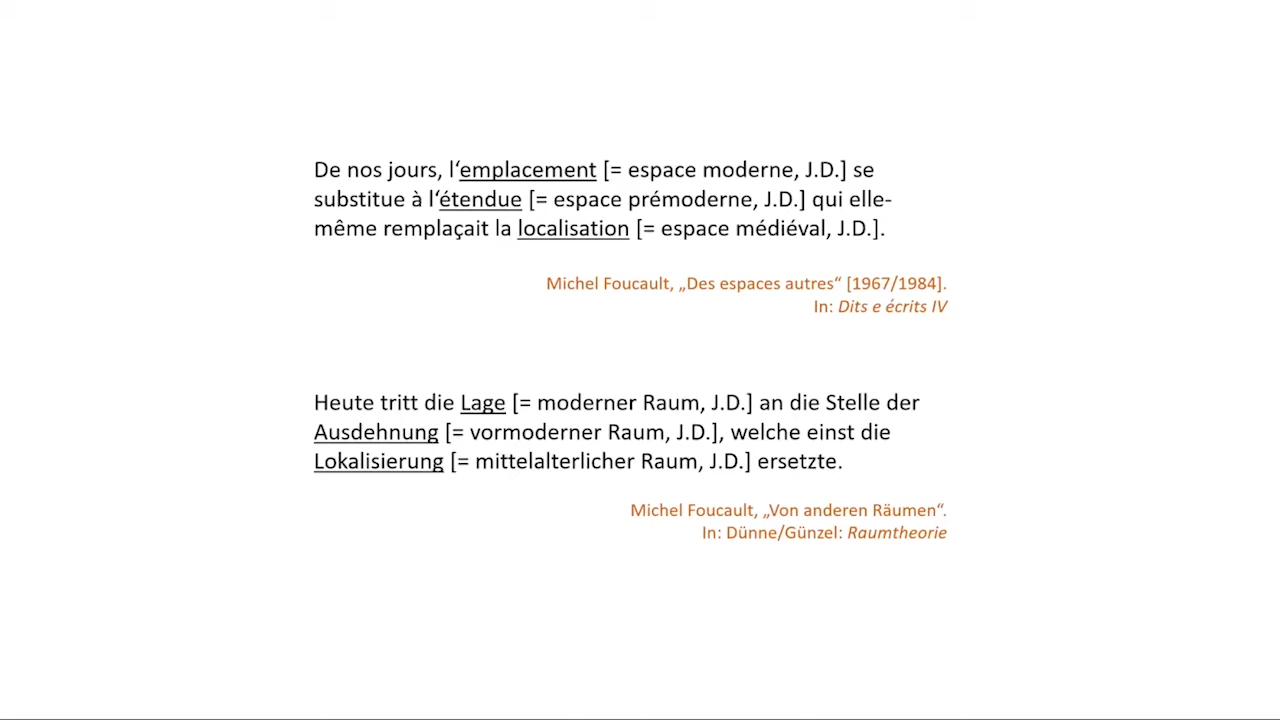 De nos jours, l‘emplacement [= espace moderne, J.D.] se
substitue à l‘étendue [= espace prémoderne, J.D.] qui elle-
même remplaçait la localisation [= espace médiéval, J.D.].
Michel Foucault, „Des espaces autres“ [1967/1984].
In: Dits e écrits IV
Heute tritt die Lage [= moderner Raum, J.D.] an die Stelle der
Ausdehnung [= vormoderner Raum, J.D.], welche einst die
Lokalisierung [= mittelalterlicher Raum, J.D.] ersetzte.
Michel Foucault, „Von anderen Räumen“.
In: Dünne/Günzel: Raumtheorie